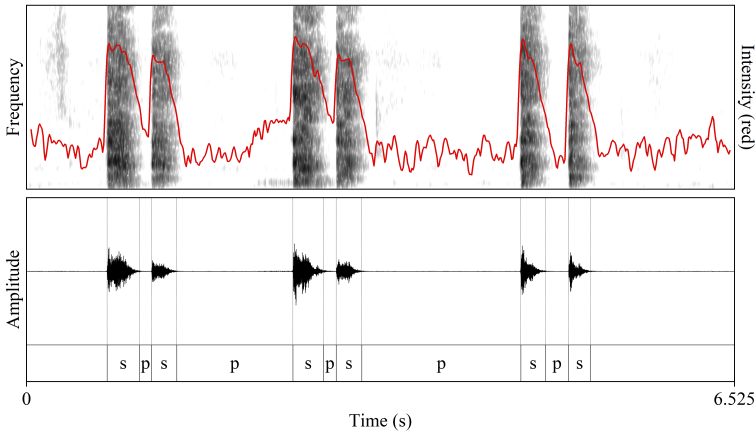 Frequency
Intensity (red)
Amplitude
s p s p s p s p s p s
0 6.525
Time (s)